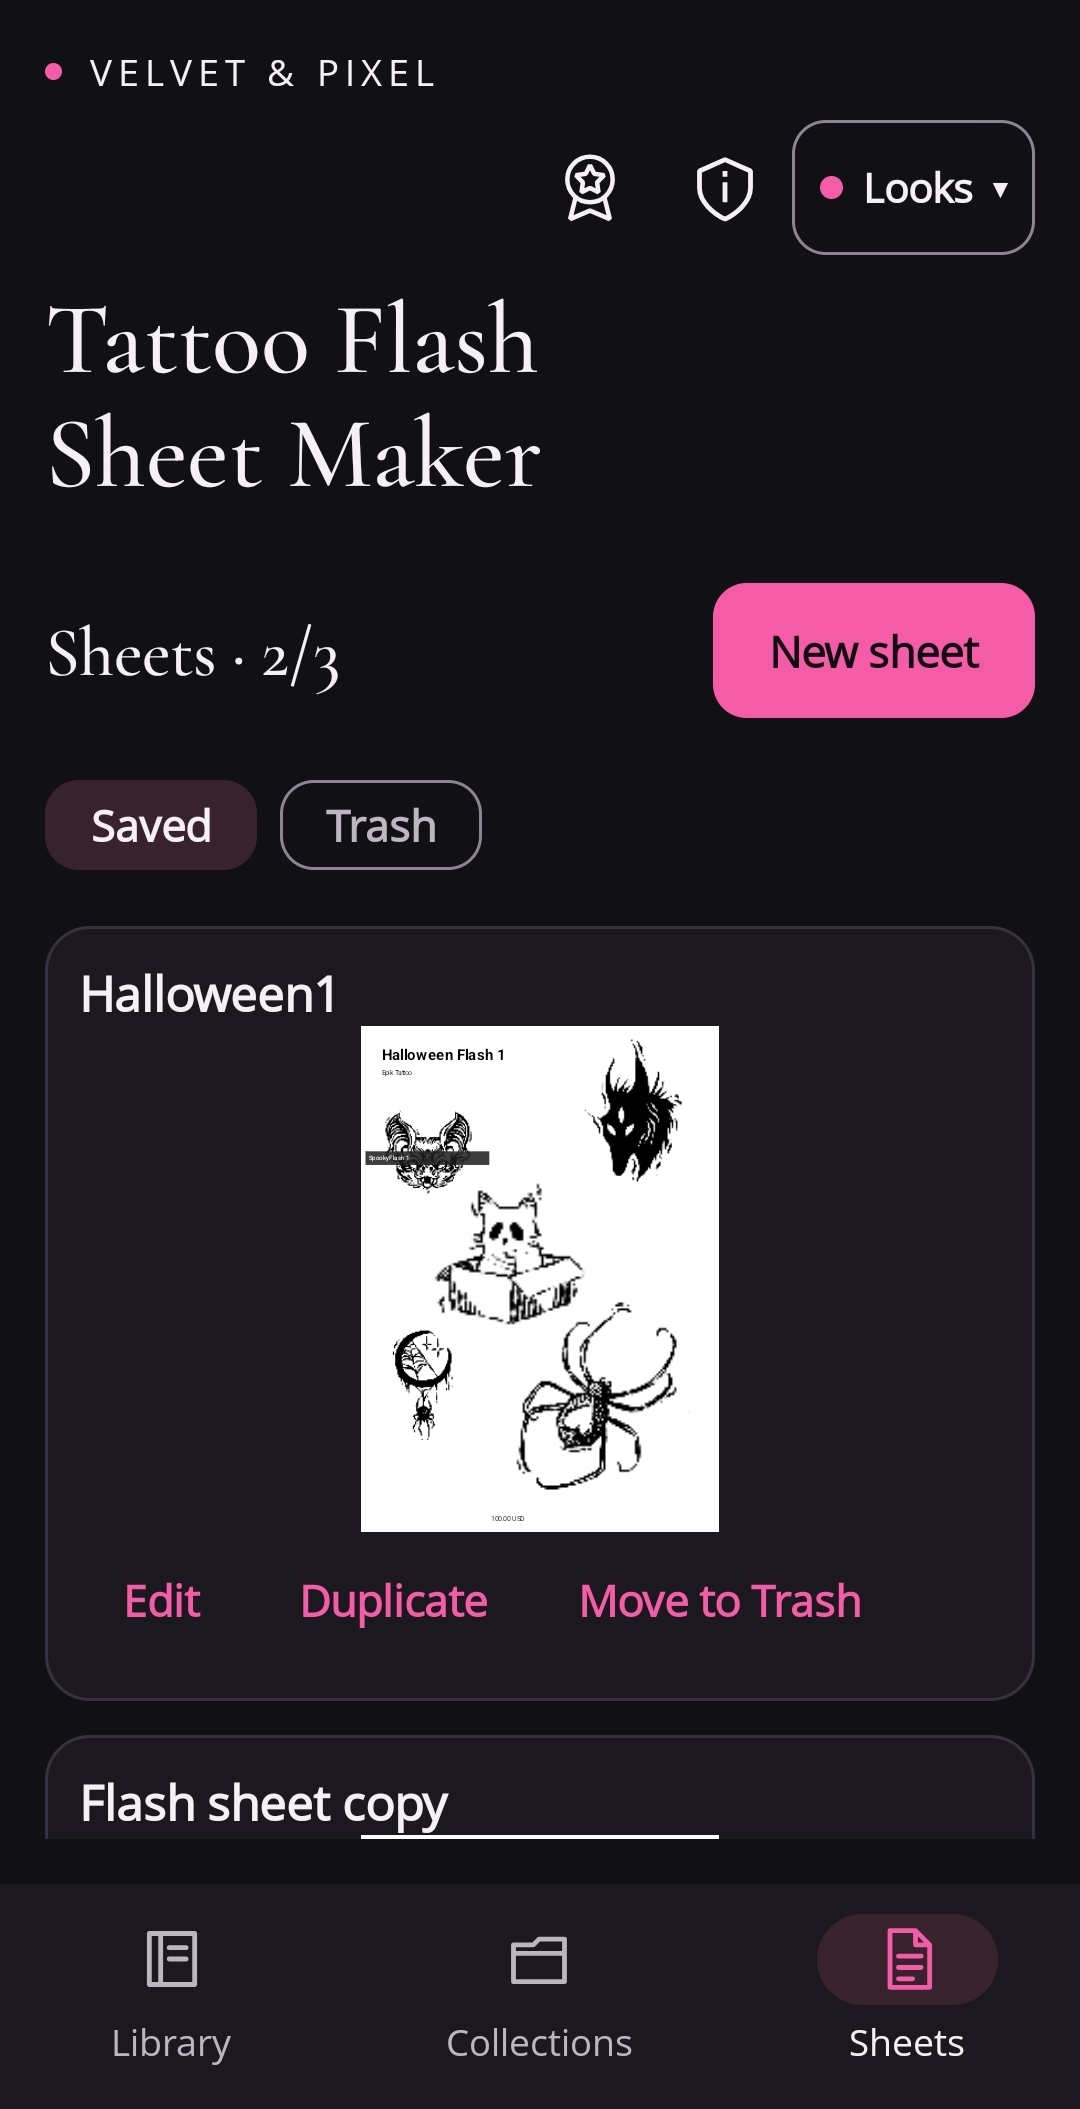 VELVET & PIXEL
Looks ▾
Tattoo Flash
Sheet Maker
Sheets · 2/3
New sheet
Saved
Trash
Halloween1
Halloween Flash 1
Epik Tattoo
SpookyFlash 1
100.00 USD
Edit
Duplicate
Move to Trash
Flash sheet copy
Library
Collections
Sheets